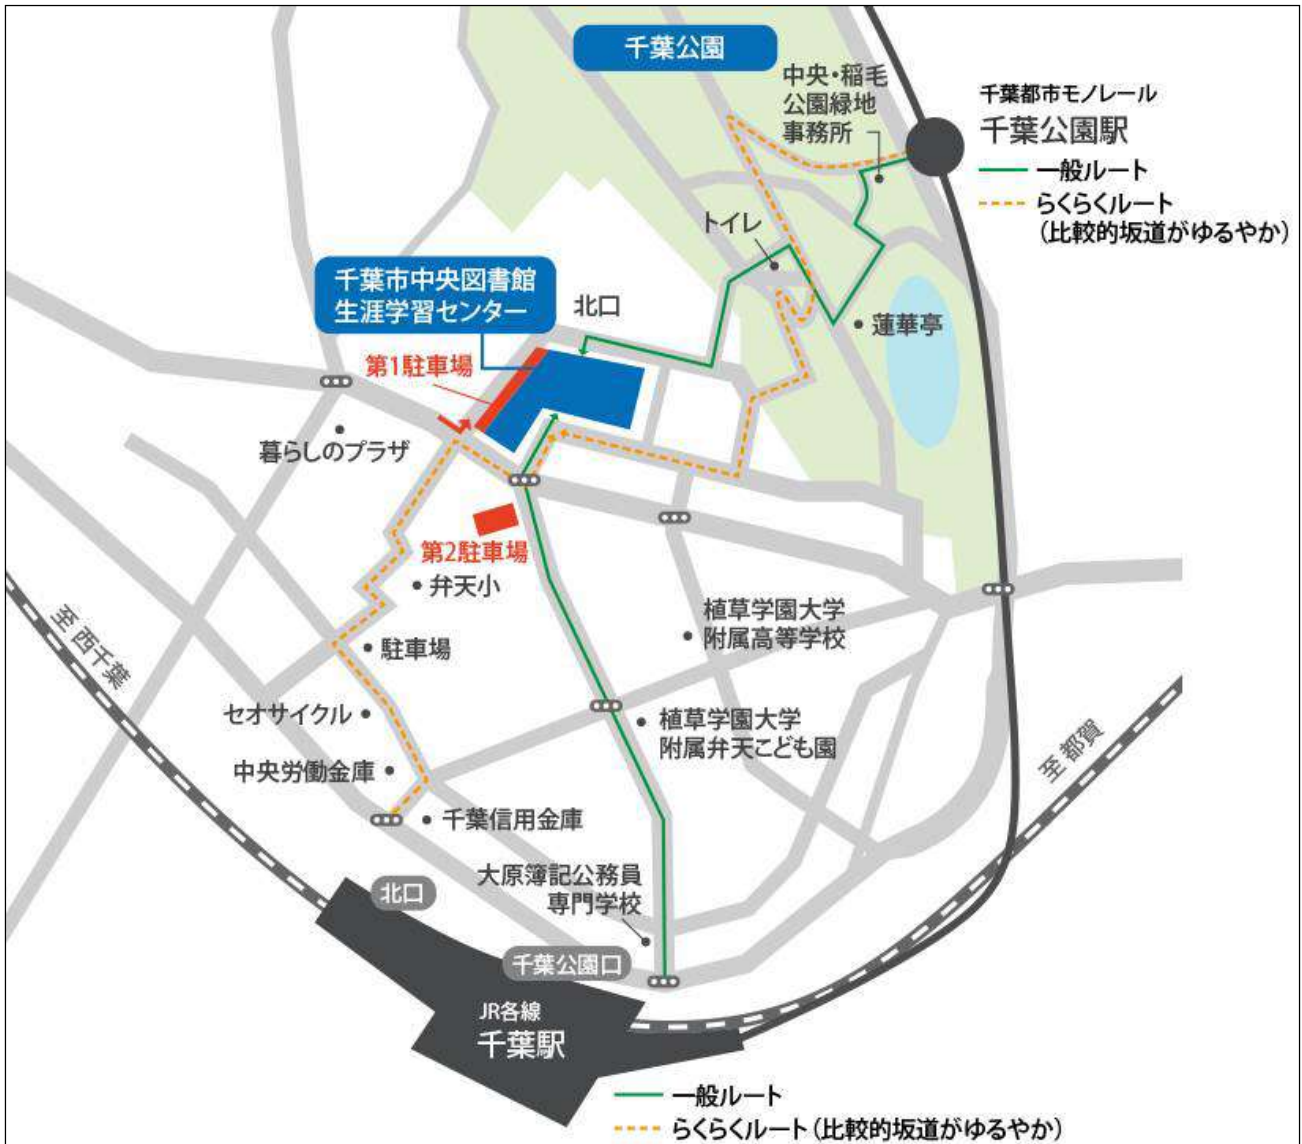 千葉公園
中央・稲毛
公園緑地
事務所
千葉都市モノレール
千葉公園駅
一般ルート
らくらくルート
(比較的坂道がゆるやか)
トイレ
千葉市中央図書館
生涯学習センター
北口
蓮華亭
第1駐車場
暮らしのプラザ
第2駐車場
弁天小
至西千葉
植草学園大学
附属高等学校
駐車場
セオサイクル
植草学園大学
附属弁天こども園
至都賀
中央労働金庫
千葉信用金庫
大原簿記公務員
専門学校
北口
千葉公園口
JR各線
千葉駅
一般ルート
らくらくルート(比較的坂道がゆるやか)